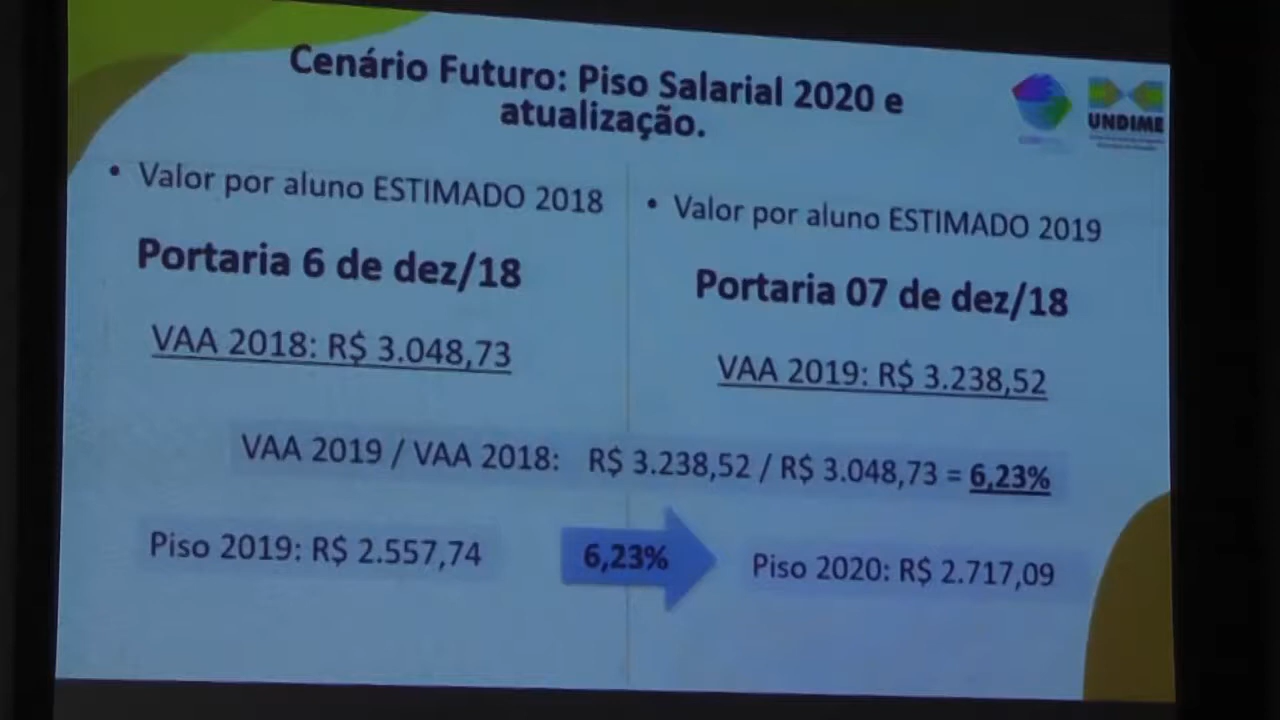 Cenário Futuro: Piso Salarial 2020 e
atualização.
UNDIME
• Valor por aluno ESTIMADO 2018
Portaria 6 de dez/18
VAA 2018: R$ 3.048,73
• Valor por aluno ESTIMADO 2019
Portaria 07 de dez/18
VAA 2019: R$ 3.238,52
VAA 2019 / VAA 2018: R$ 3.238,52 / R$ 3.048,73 = 6,23%
Piso 2019: R$ 2.557,74
6,23%
Piso 2020: R$ 2.717,09